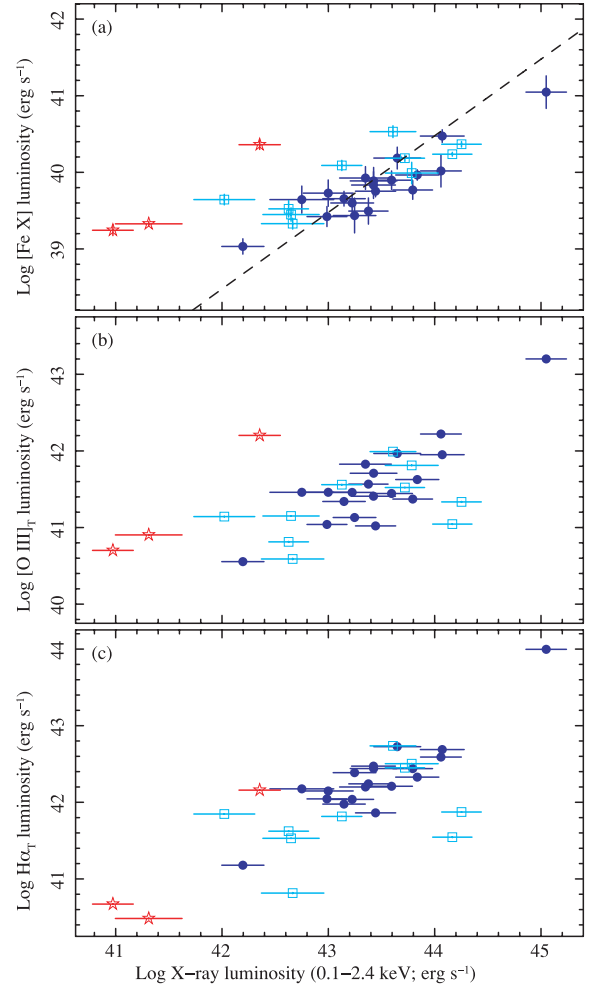 (a)
42
41
40
39
Log [Fe X] luminosity (erg s⁻¹)
(b)
43
42
41
40
Log [O III]T luminosity (erg s⁻¹)
(c)
44
43
42
41
Log HαT luminosity (erg s⁻¹)
41 42 43 44 45
Log X−ray luminosity (0.1−2.4 keV; erg s⁻¹)